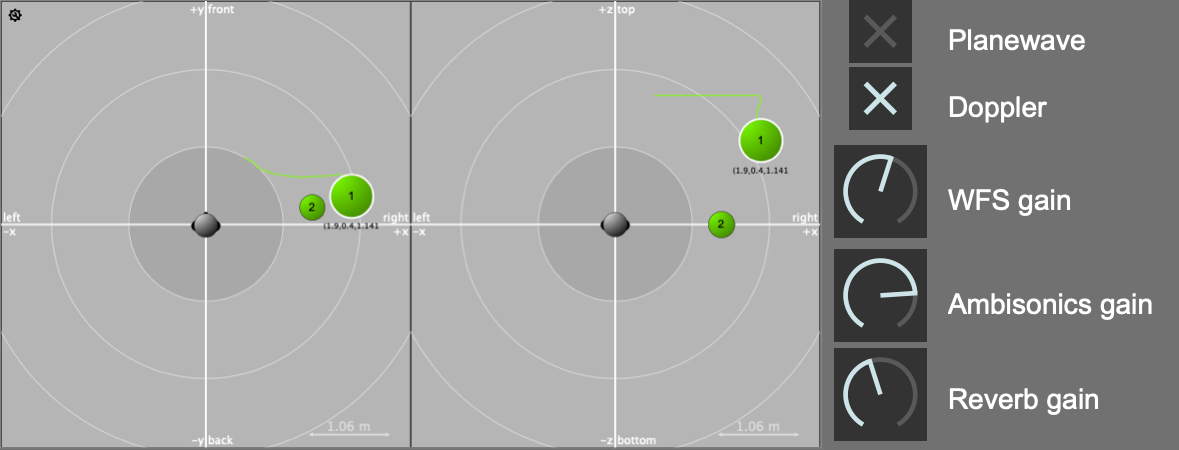 +y front
left
-x
right
+x
2
1
(1.9,0.4,1.141
1.06 m
-y back
+z top
left
-x
right
+x
1
(1.9,0.4,1.141
2
1.06 m
-z bottom
Planewave
Doppler
WFS gain
Ambisonics gain
Reverb gain